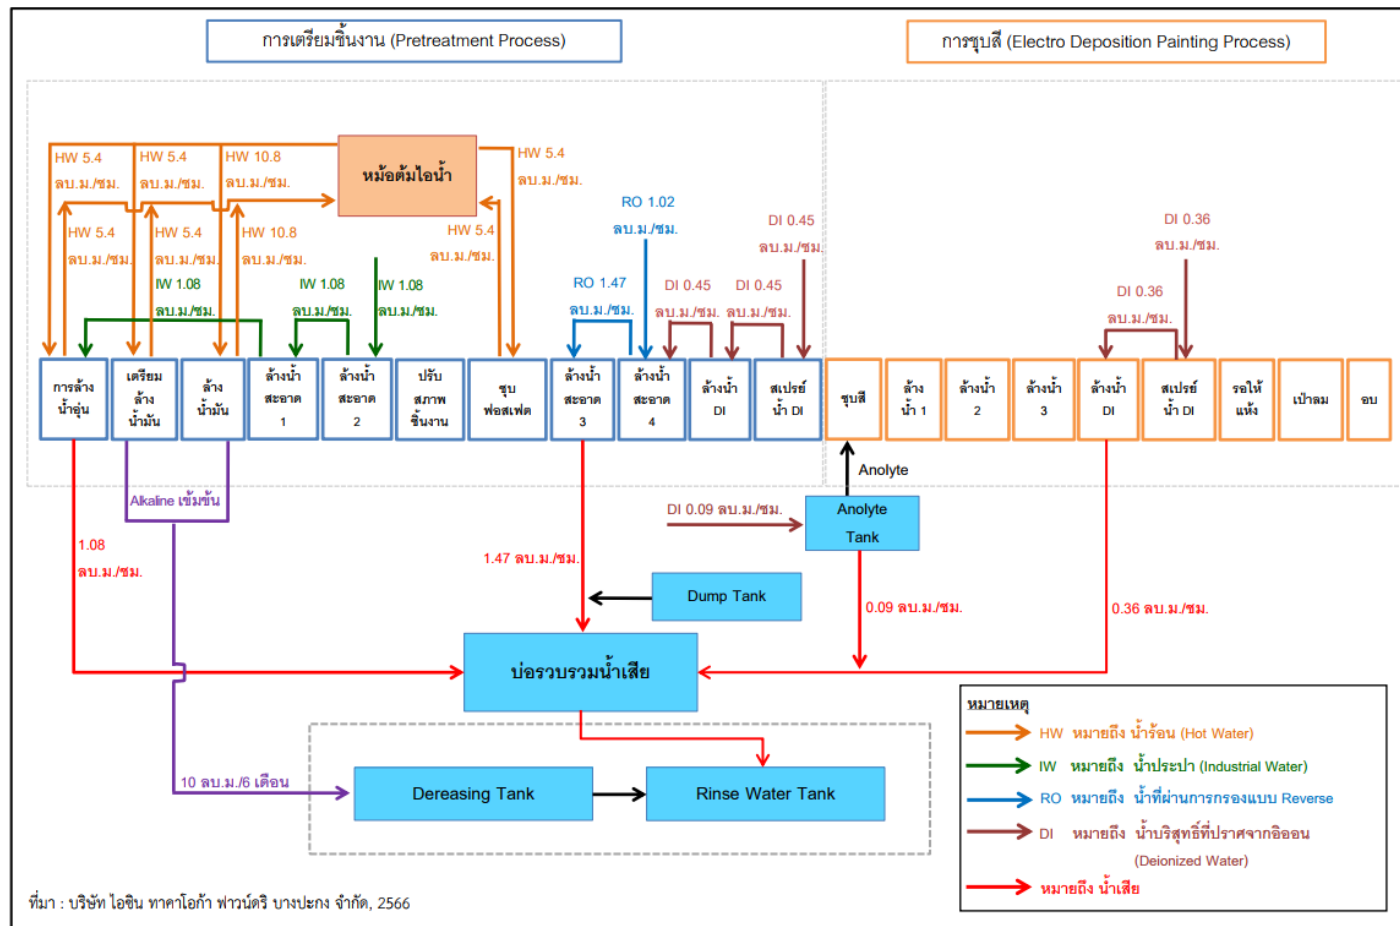 การเตรียมชิ้นงาน (Pretreatment Process)
การชุบสี (Electro Deposition Painting Process)
HW 5.4
ลบ.ม./ชม.
HW 5.4
ลบ.ม./ชม.
HW 10.8
ลบ.ม./ชม.
หม้อต้มไอน้ำ
HW 5.4
ลบ.ม./ชม.
HW 5.4
ลบ.ม./ชม.
HW 5.4
ลบ.ม./ชม.
HW 10.8
ลบ.ม./ชม.
HW 5.4
ลบ.ม./ชม.
RO 1.02
ลบ.ม./ชม.
DI 0.45
ลบ.ม./ชม.
DI 0.36
ลบ.ม./ชม.
IW 1.08
ลบ.ม./ชม.
IW 1.08
ลบ.ม./ชม.
IW 1.08
ลบ.ม./ชม.
RO 1.47
ลบ.ม./ชม.
DI 0.45
ลบ.ม./ชม.
DI 0.45
ลบ.ม./ชม.
DI 0.36
ลบ.ม./ชม.
การล้าง
น้ำอุ่น
เตรียม
ล้าง
น้ำมัน
ล้าง
น้ำมัน
ล้างน้ำ
สะอาด
1
ล้างน้ำ
สะอาด
2
ปรับ
สภาพ
ชิ้นงาน
ชุบ
ฟอสเฟต
ล้างน้ำ
สะอาด
3
ล้างน้ำ
สะอาด
4
ล้างน้ำ
DI
สเปรย์
น้ำ DI
ชุบสี
ล้าง
น้ำ 1
ล้างน้ำ
2
ล้างน้ำ
3
ล้างน้ำ
DI
สเปรย์
น้ำ DI
รอให้
แห้ง
เป่าลม
อบ
Alkaline เข้มข้น
Anolyte
DI 0.09 ลบ.ม./ชม.
Anolyte
Tank
1.08
ลบ.ม./ชม.
1.47 ลบ.ม./ชม.
Dump Tank
0.09 ลบ.ม./ชม.
0.36 ลบ.ม./ชม.
บ่อรวบรวมน้ำเสีย
10 ลบ.ม./6 เดือน
Dereasing Tank
Rinse Water Tank
หมายเหตุ
HW หมายถึง น้ำร้อน (Hot Water)
IW หมายถึง น้ำประปา (Industrial Water)
RO หมายถึง น้ำที่ผ่านการกรองแบบ Reverse
DI หมายถึง น้ำบริสุทธิ์ที่ปราศจากอิออน
(Deionized Water)
หมายถึง น้ำเสีย
ที่มา : บริษัท ไอซิน ทาคาโอก้า ฟาวน์ดริ บางปะกง จำกัด, 2566